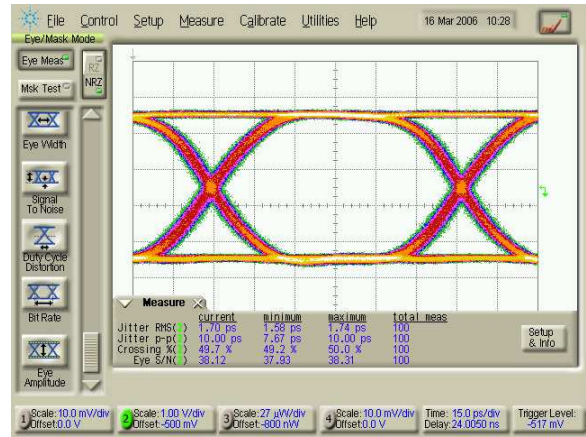 File Control Setup Measure Calibrate Utilities Help 16 Mar 2006 10:28
Eye/Mask Mode
Eye Meas
RZ
NRZ
Msk Test
Eye Width
Signal
To Noise
Duty Cycle
Distortion
Bit Rate
Eye
Amplitude
Measure
current minimum maximum total meas
Jitter RMS(2) 1.70 ps 1.58 ps 1.74 ps 100
Jitter p-p(2) 10.00 ps 7.67 ps 10.00 ps 100
Crossing %(2) 49.7 % 49.2 % 50.0 % 100
Eye S/N(2) 38.12 37.93 38.31 100
Setup
& Info
1 Scale:10.0 mV/div
Offset:0.0 V
2 Scale:1.00 V/div
Offset:-500 mV
3 Scale:27 µW/div
Offset:-800 nW
4 Scale:10.0 mV/div
Offset:0.0 V
Time: 15.0 ps/div
Delay:24.0050 ns
Trigger Level:
-517 mV